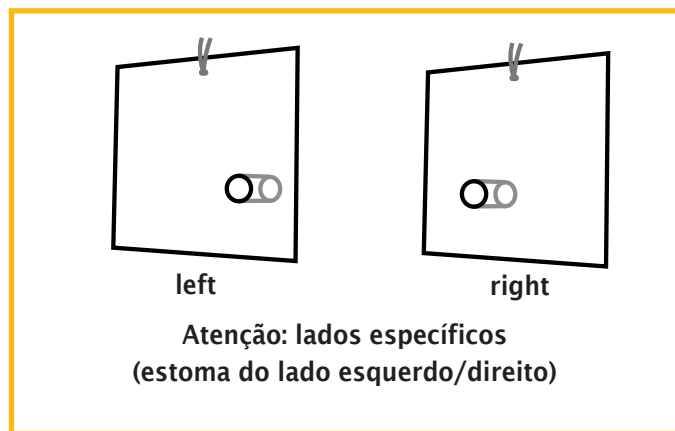 left
right
Atenção: lados específicos
(estoma do lado esquerdo/direito)